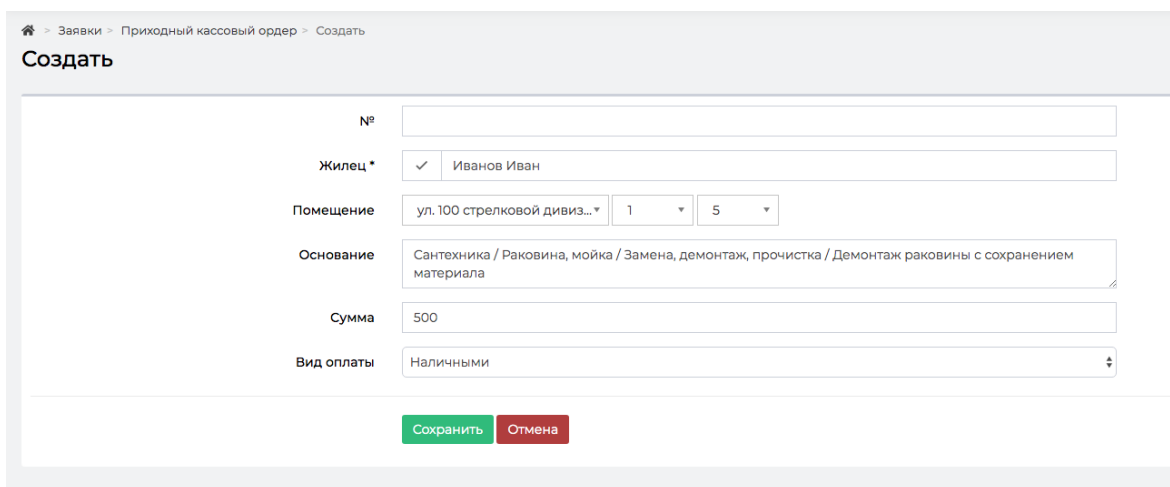 > Заявки > Приходный кассовый ордер > Создать
Создать
№
Жилец * Иванов Иван
Помещение ул. 100 стрелковой дивиз... 1 5
Основание Сантехника / Раковина, мойка / Замена, демонтаж, прочистка / Демонтаж раковины с сохранением
материала
Сумма 500
Вид оплаты Наличными
Сохранить Отмена